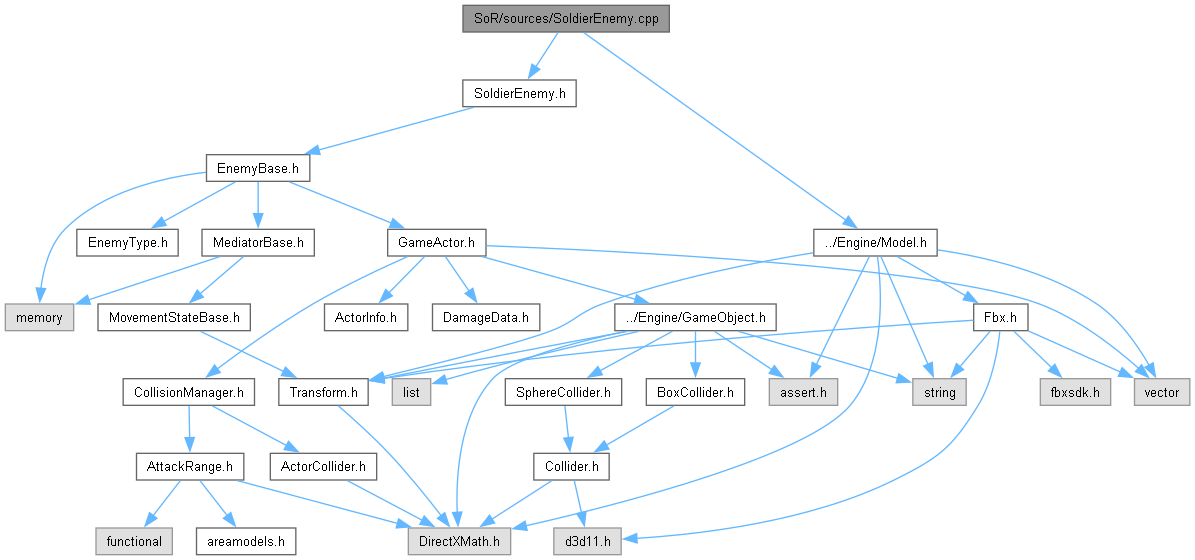 SoR/sources/SoldierEnemy.cpp
SoldierEnemy.h
EnemyBase.h
EnemyType.h
MediatorBase.h
GameActor.h
../Engine/Model.h
memory
MovementStateBase.h
ActorInfo.h
DamageData.h
../Engine/GameObject.h
Fbx.h
CollisionManager.h
Transform.h
list
SphereCollider.h
BoxCollider.h
assert.h
string
fbxsdk.h
vector
AttackRange.h
ActorCollider.h
Collider.h
functional
areamodels.h
DirectXMath.h
d3d11.h